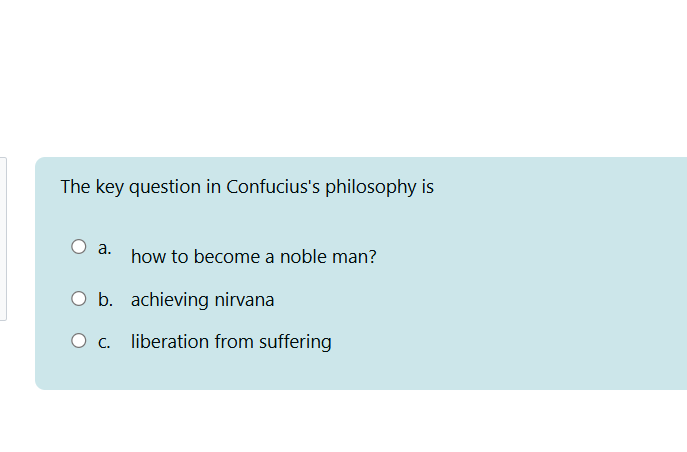 The key question in Confucius's philosophy is
a. how to become a noble man?
b. achieving nirvana
c. liberation from suffering